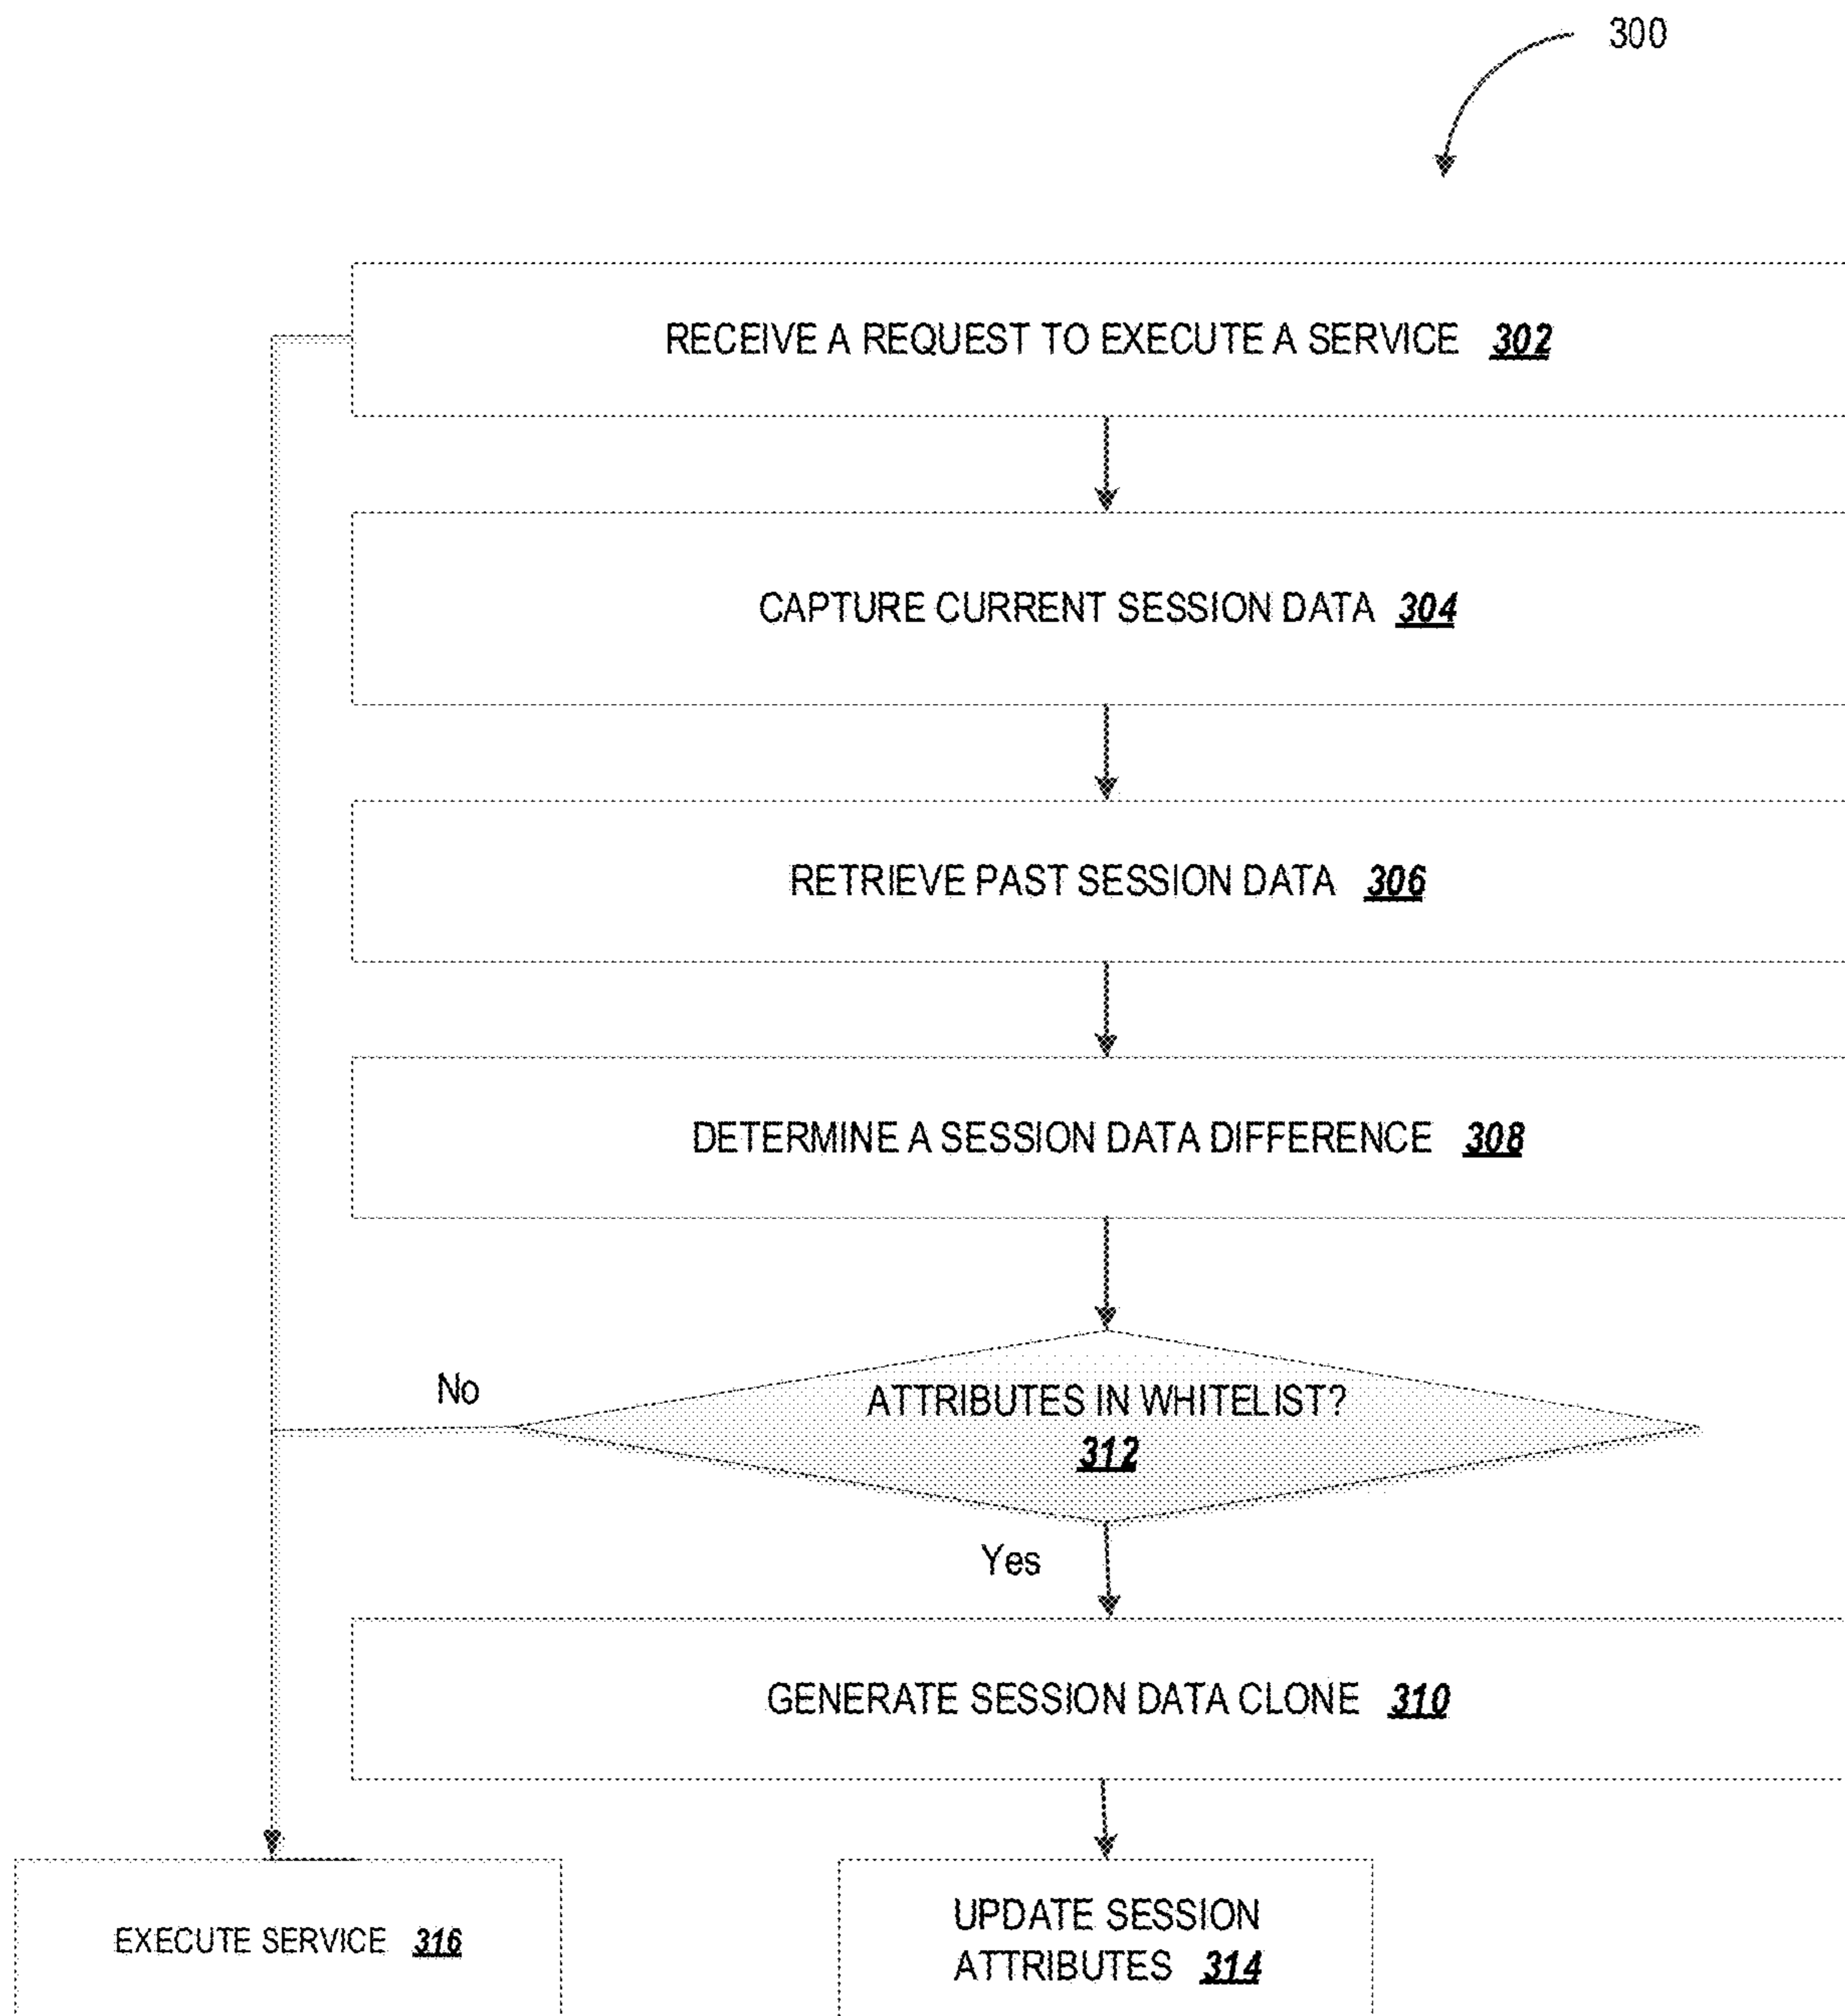 300
RECEIVE A REQUEST TO EXECUTE A SERVICE 302
CAPTURE CURRENT SESSION DATA 304
RETRIEVE PAST SESSION DATA 306
DETERMINE A SESSION DATA DIFFERENCE 308
No
ATTRIBUTES IN WHITELIST?
312
Yes
GENERATE SESSION DATA CLONE 310
EXECUTE SERVICE 316
UPDATE SESSION
ATTRIBUTES 314